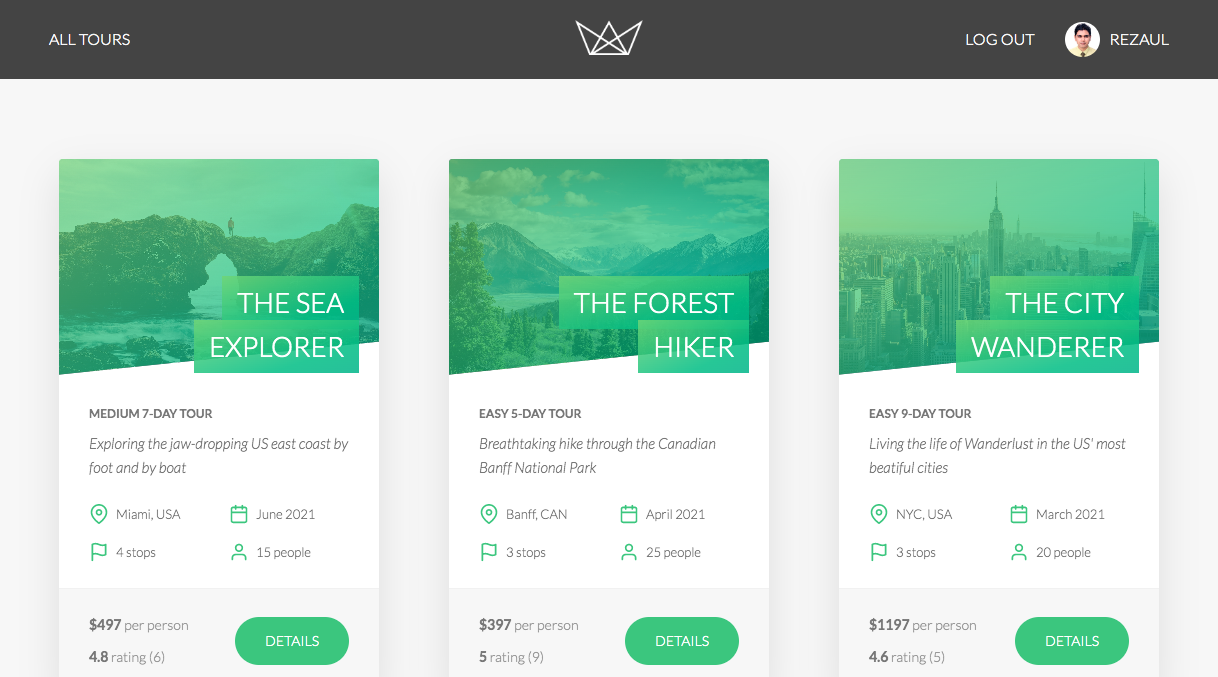 ALL TOURS
LOG OUT
REZAUL
THE SEA
EXPLORER
MEDIUM 7-DAY TOUR
Exploring the jaw-dropping US east coast by
foot and by boat
Miami, USA
June 2021
4 stops
15 people
$497 per person
4.8 rating (6)
DETAILS
THE FOREST
HIKER
EASY 5-DAY TOUR
Breathtaking hike through the Canadian
Banff National Park
Banff, CAN
April 2021
3 stops
25 people
$397 per person
5 rating (9)
DETAILS
THE CITY
WANDERER
EASY 9-DAY TOUR
Living the life of Wanderlust in the US' most
beatiful cities
NYC, USA
March 2021
3 stops
20 people
$1197 per person
4.6 rating (5)
DETAILS